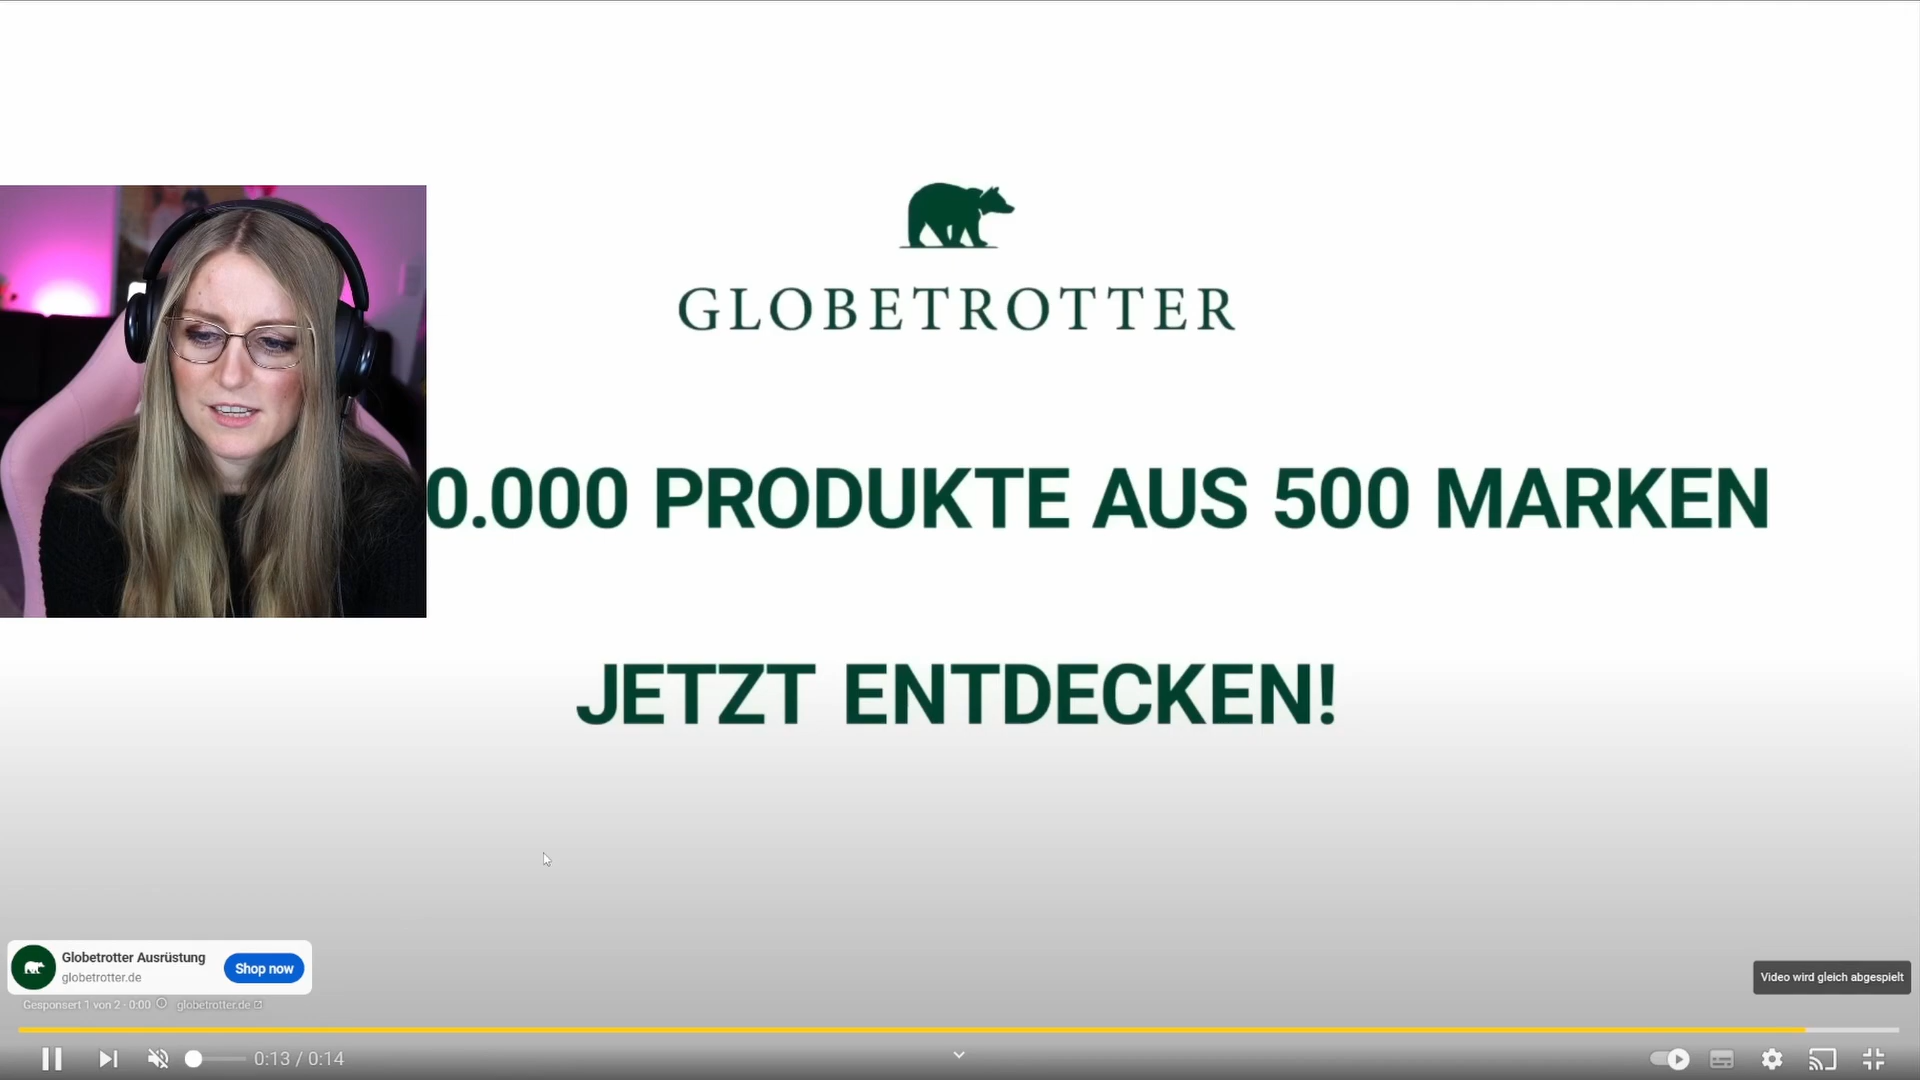 GLOBETROTTER
0.000 PRODUKTE AUS 500 MARKEN
JETZT ENTDECKEN!
Globetrotter Ausrüstung
globetrotter.de
Shop now
Gesponsert 1 von 2 - 0:00
globetrotter.de
Video wird gleich abgespielt
0:13 / 0:14